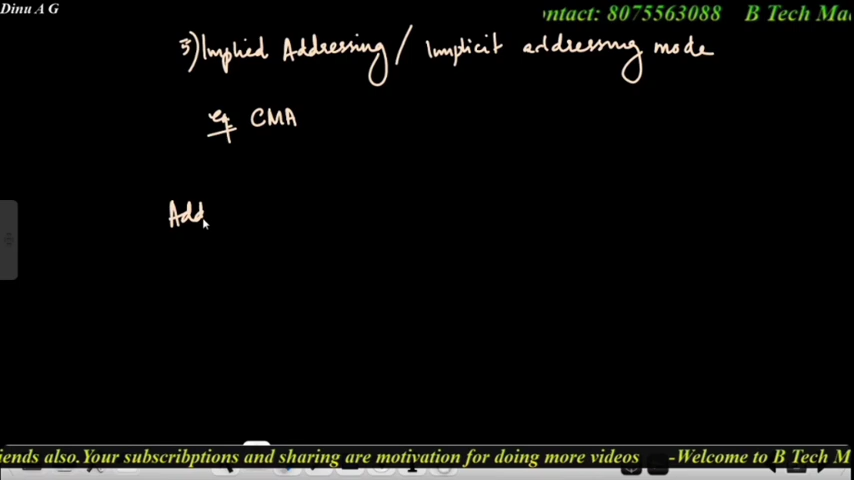 Dinu A G
ntact: 8075563088 B Tech Ma
5) Implied Addressing / Implicit addressing mode
eg CMA
Add
iends also.Your subscribptions and sharing are motivation for doing more videos -Welcome to B Tech M